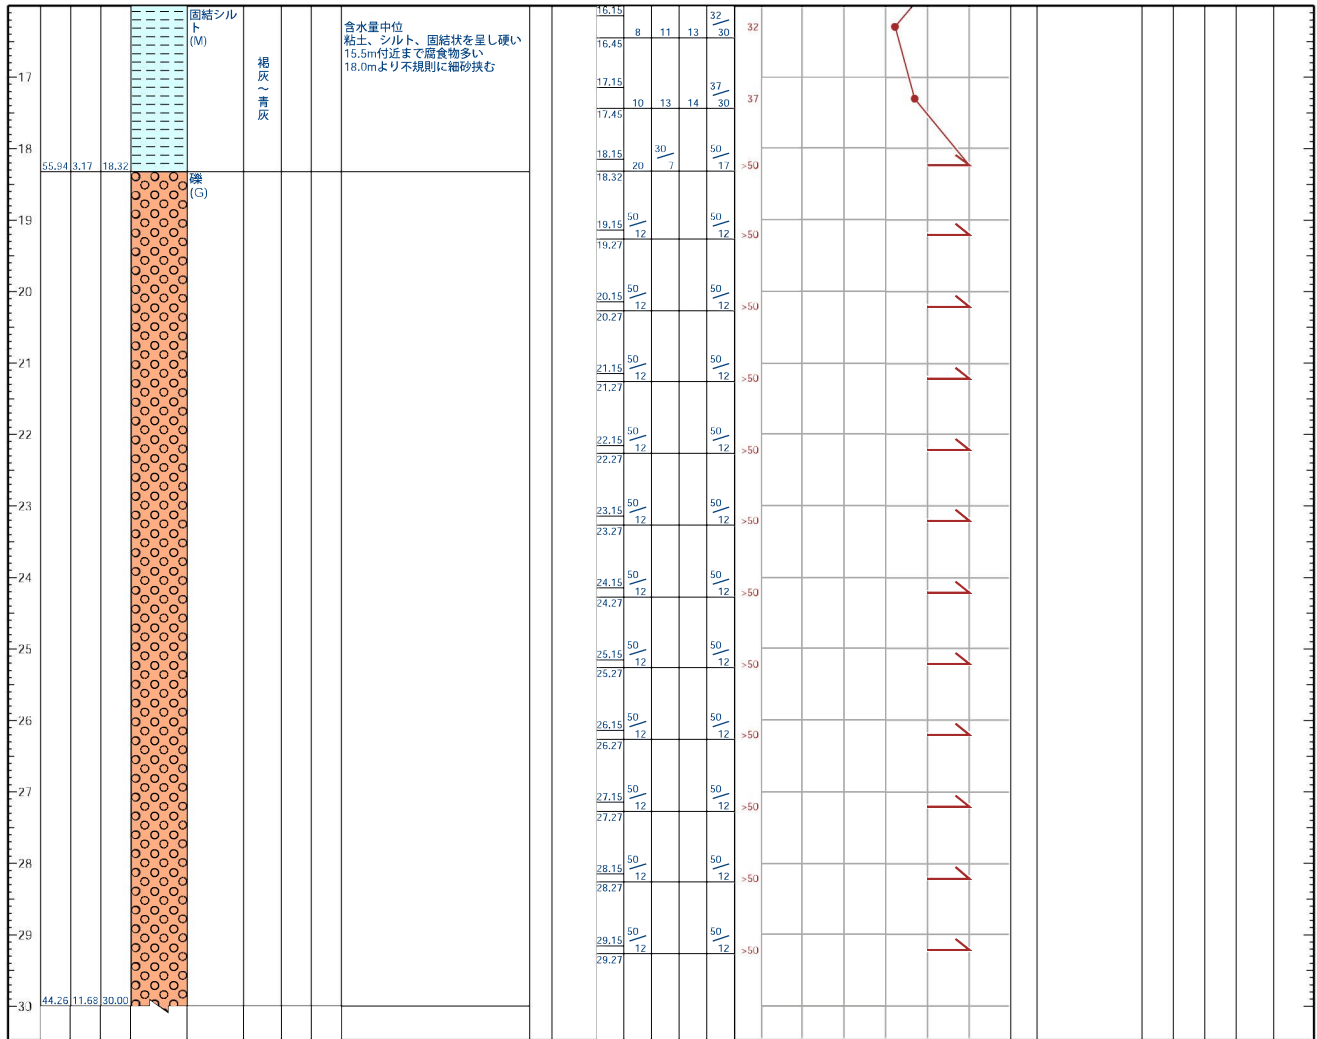 固結シル
ト
(M)
褐灰～青灰
含水量中位
粘土、シルト、固結状を呈し硬い
15.5m付近まで腐食物多い
18.0mより不規則に細砂挟む
16.15 32
8 11 13 30 32
16.45
17
17.15 37
10 13 14 30 37
17.45
18
18.15 30 50
55.94 3.17 18.32 20 7 17 >50
18.32
礫
(G)
19
19.15 50 50
12 12 >50
19.27
20
20.15 50 50
12 12 >50
20.27
21
21.15 50 50
12 12 >50
21.27
22
22.15 50 50
12 12 >50
22.27
23
23.15 50 50
12 12 >50
23.27
24
24.15 50 50
12 12 >50
24.27
25
25.15 50 50
12 12 >50
25.27
26
26.15 50 50
12 12 >50
26.27
27
27.15 50 50
12 12 >50
27.27
28
28.15 50 50
12 12 >50
28.27
29
29.15 50 50
12 12 >50
29.27
30 44.26 11.68 30.00